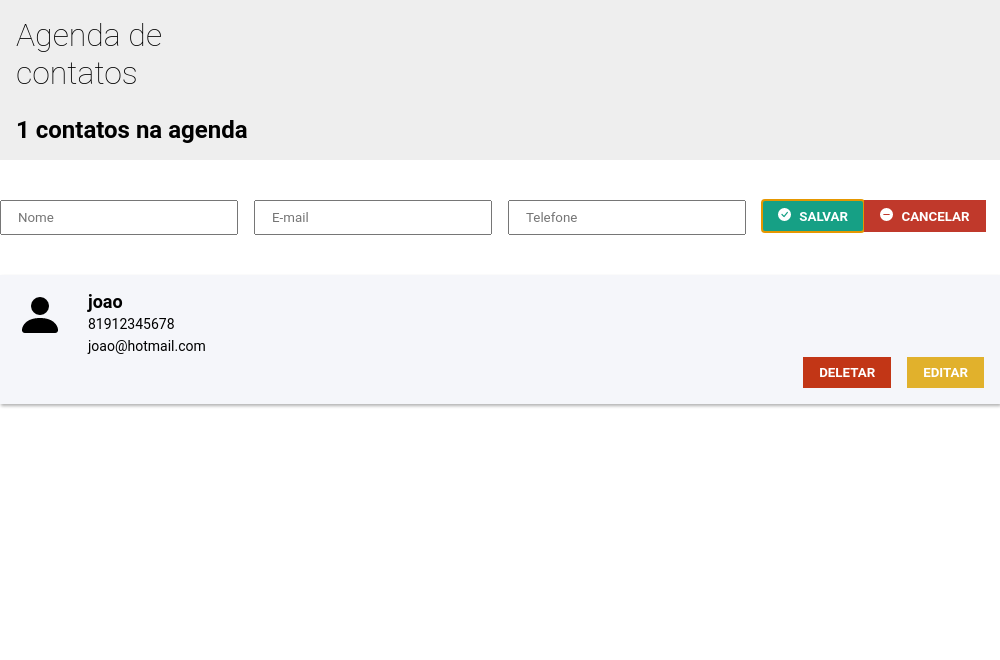 Agenda de
contatos
1 contatos na agenda
Nome
E-mail
Telefone
SALVAR
CANCELAR
joao
81912345678
joao@hotmail.com
DELETAR
EDITAR